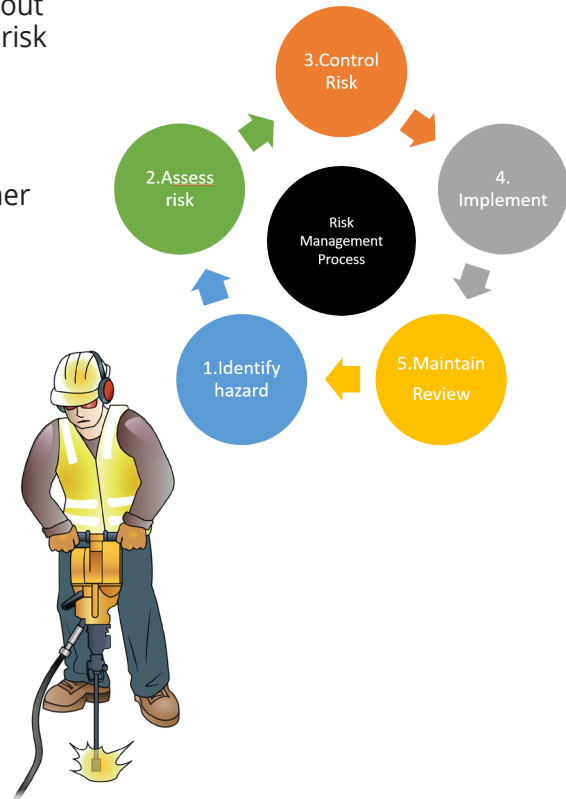 out
risk
ner
3.Control
Risk
2.Assess
risk
4.
Implement
Risk
Management
Process
1.Identify
hazard
5.Maintain
Review